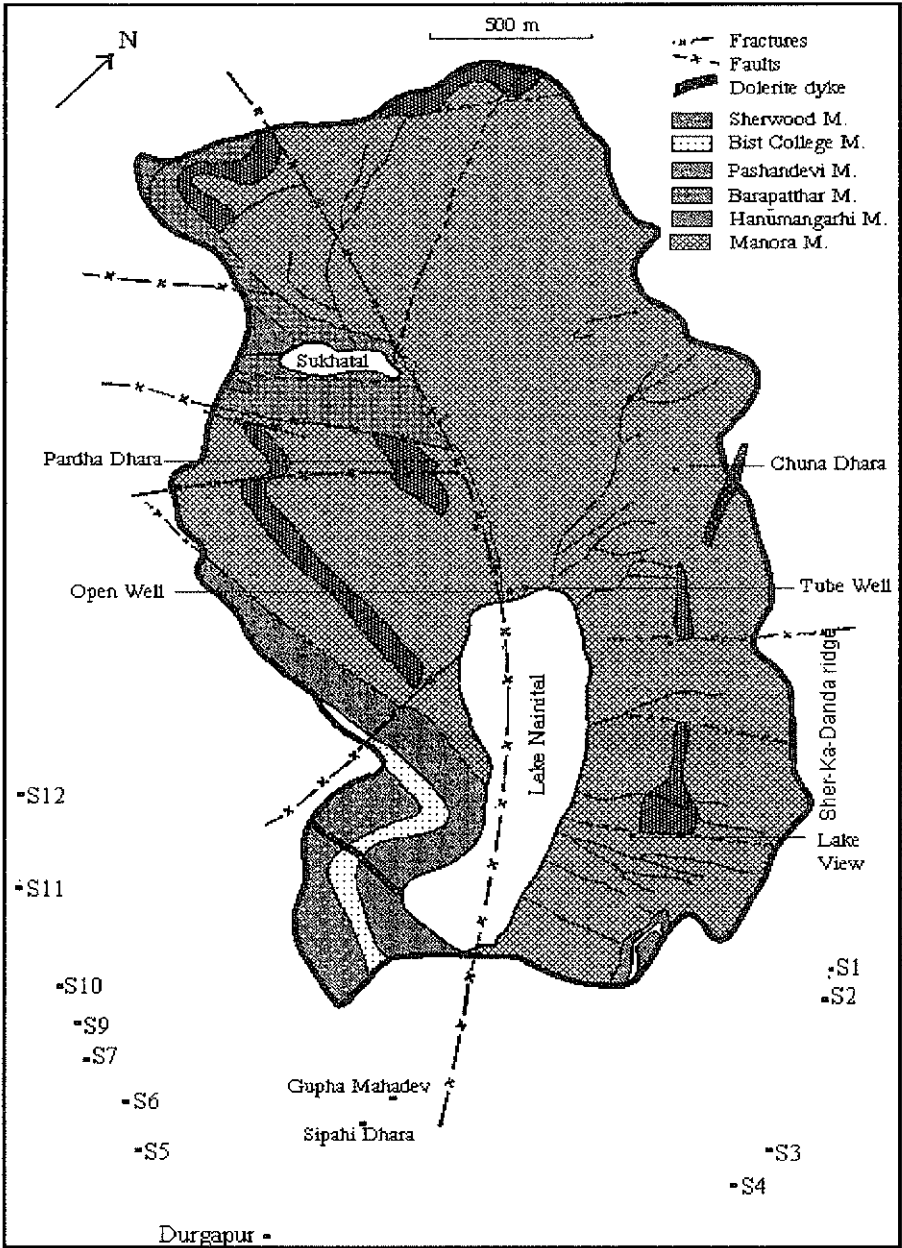 N
500 m
Fractures
Faults
Dolerite dyke
Sherwood M.
Bist College M.
Pashandevi M.
Barapatthar M.
Hanumangarhi M.
Manora M.
Sukhatal
Pardha Dhara
Chuna Dhara
Open Well
Tube Well
Lake Nainital
Sher-Ka-Danda ridge
S12
Lake
View
S11
S1
S10
S2
S9
S7
Gupha Mahadev
S6
Sipahi Dhara
S5
S3
S4
Durgapur